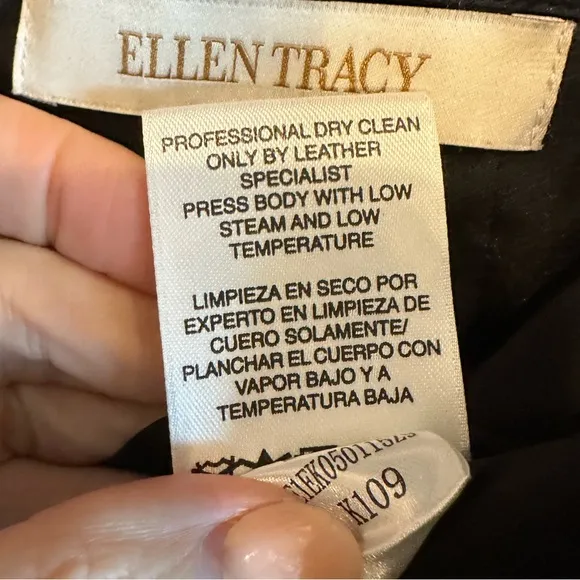 ELLEN TRACY
PROFESSIONAL DRY CLEAN
ONLY BY LEATHER
SPECIALIST
PRESS BODY WITH LOW
STEAM AND LOW
TEMPERATURE
LIMPIEZA EN SECO POR
EXPERTO EN LIMPIEZA DE
CUERO SOLAMENTE/
PLANCHAR EL CUERPO CON
VAPOR BAJO Y A
TEMPERATURA BAJA
K109